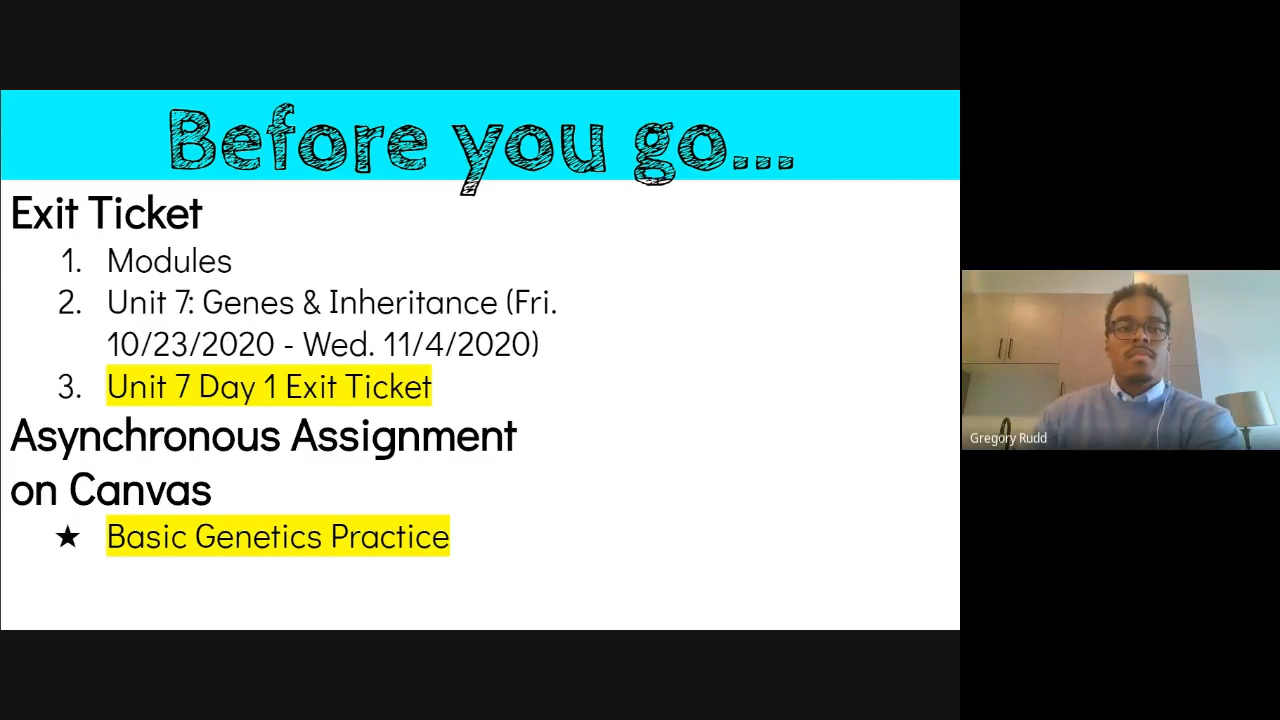 Before you go...
Exit Ticket
1. Modules
2. Unit 7: Genes & Inheritance (Fri.
10/23/2020 - Wed. 11/4/2020)
3. Unit 7 Day 1 Exit Ticket
Asynchronous Assignment
on Canvas
★ Basic Genetics Practice
Gregory Rudd